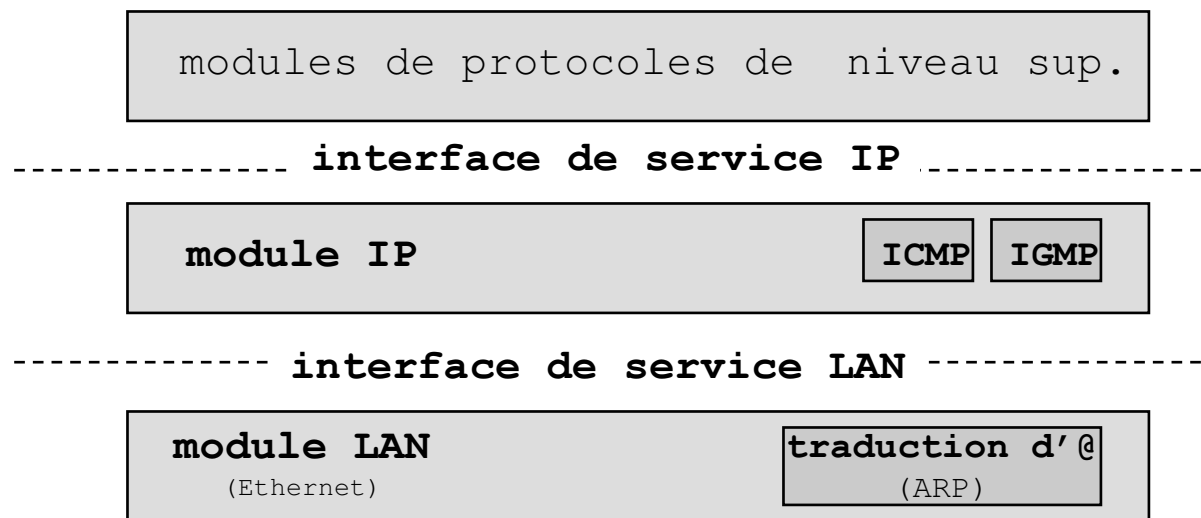 modules de protocoles de niveau sup.
interface de service IP
module IP ICMP IGMP
interface de service LAN
module LAN traduction d’@
(Ethernet) (ARP)